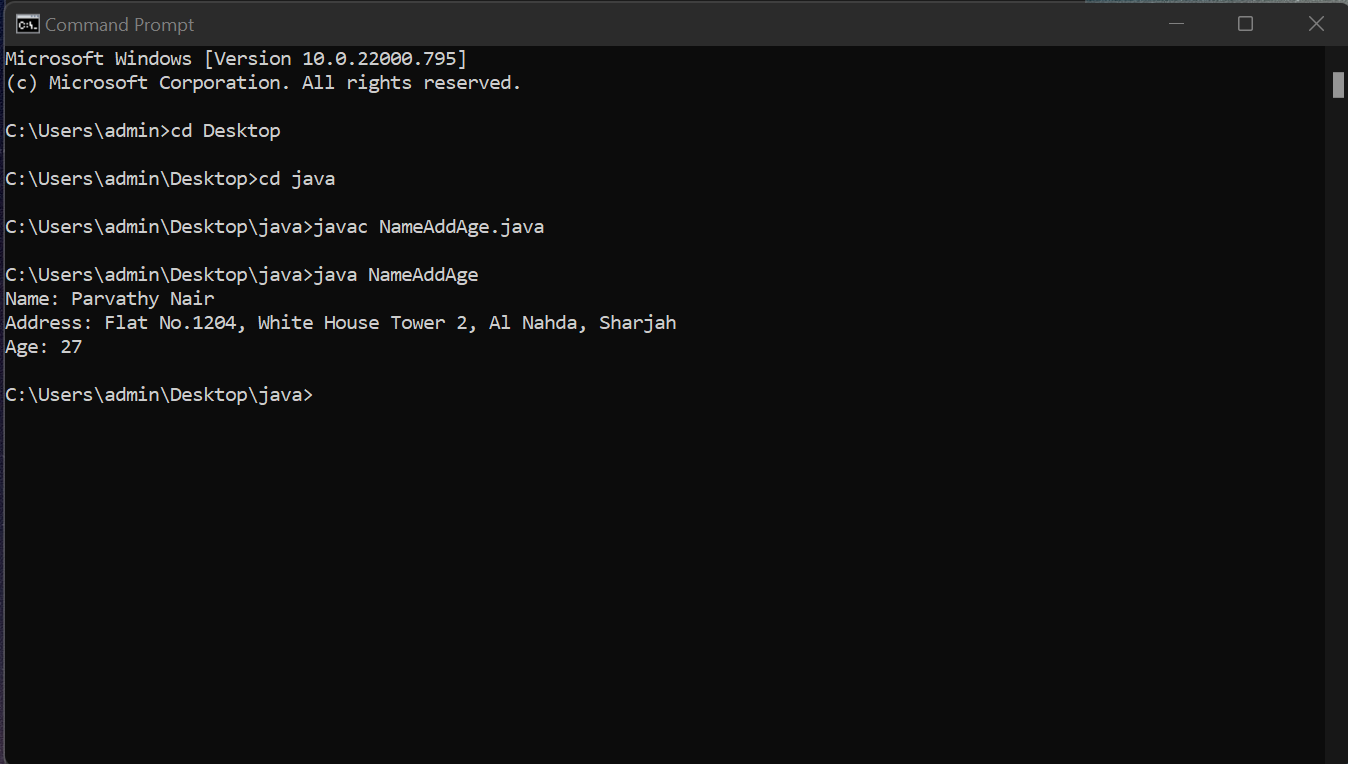 Command Prompt
Microsoft Windows [Version 10.0.22000.795]
(c) Microsoft Corporation. All rights reserved.
C:\Users\admin>cd Desktop
C:\Users\admin\Desktop>cd java
C:\Users\admin\Desktop\java>javac NameAddAge.java
C:\Users\admin\Desktop\java>java NameAddAge
Name: Parvathy Nair
Address: Flat No.1204, White House Tower 2, Al Nahda, Sharjah
Age: 27
C:\Users\admin\Desktop\java>